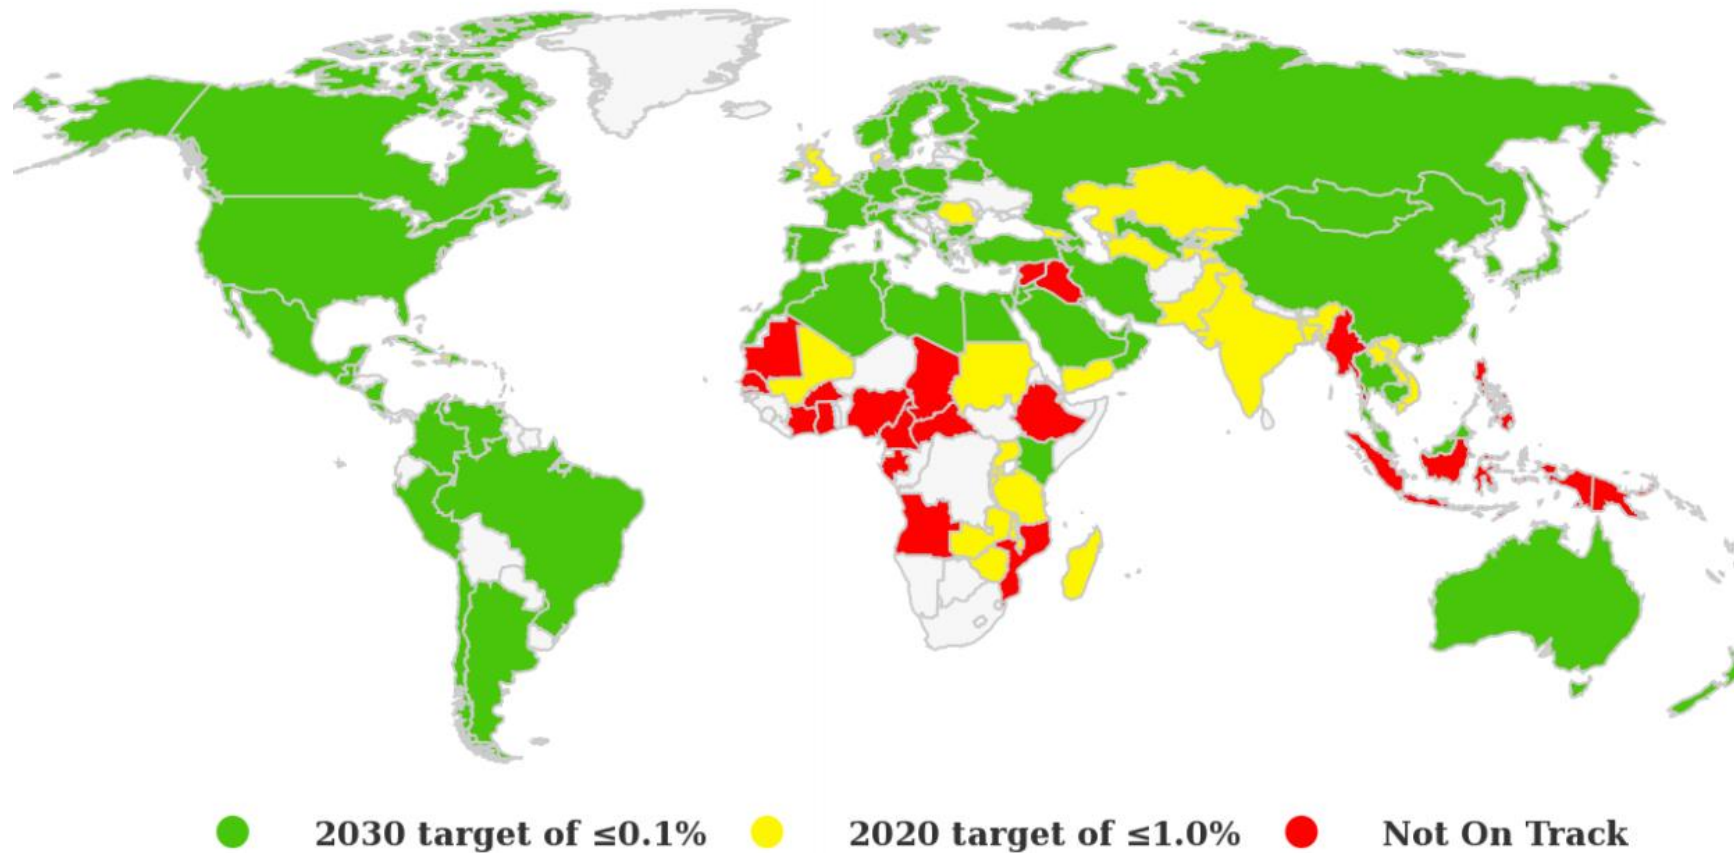 2030 target of ≤0.1% 2020 target of ≤1.0% Not On Track